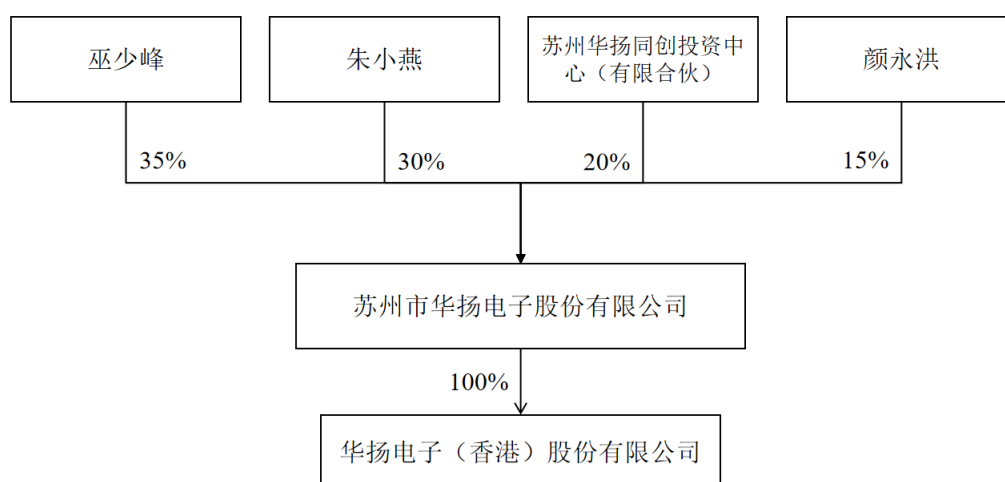 巫少峰
朱小燕
苏州华扬同创投资中
心（有限合伙）
颜永洪
35%
30%
20%
15%
苏州市华扬电子股份有限公司
100%
华扬电子（香港）股份有限公司